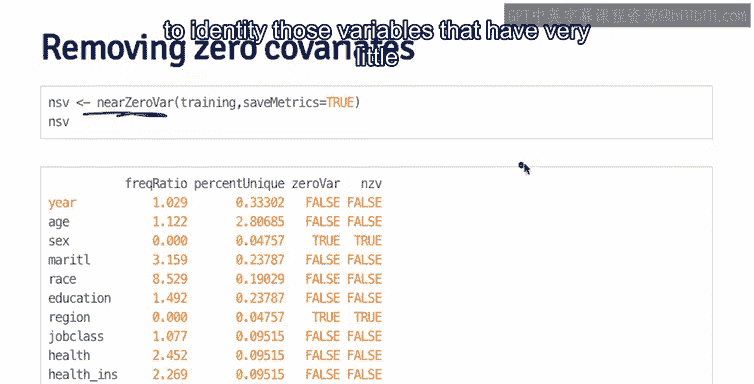 to identity those variables that have very
little
Removing zero covariates
nsv <- nearZeroVar(training,saveMetrics=TRUE)
nsv
freqRatio percentUnique zeroVar nzv
year 1.029 0.33302 FALSE FALSE
age 1.122 2.80685 FALSE FALSE
sex 0.000 0.04757 TRUE TRUE
maritl 3.159 0.23787 FALSE FALSE
race 8.529 0.19029 FALSE FALSE
education 1.492 0.23787 FALSE FALSE
region 0.000 0.04757 TRUE TRUE
jobclass 1.077 0.09515 FALSE FALSE
health 2.452 0.09515 FALSE FALSE
health_ins 2.269 0.09515 FALSE FALSE